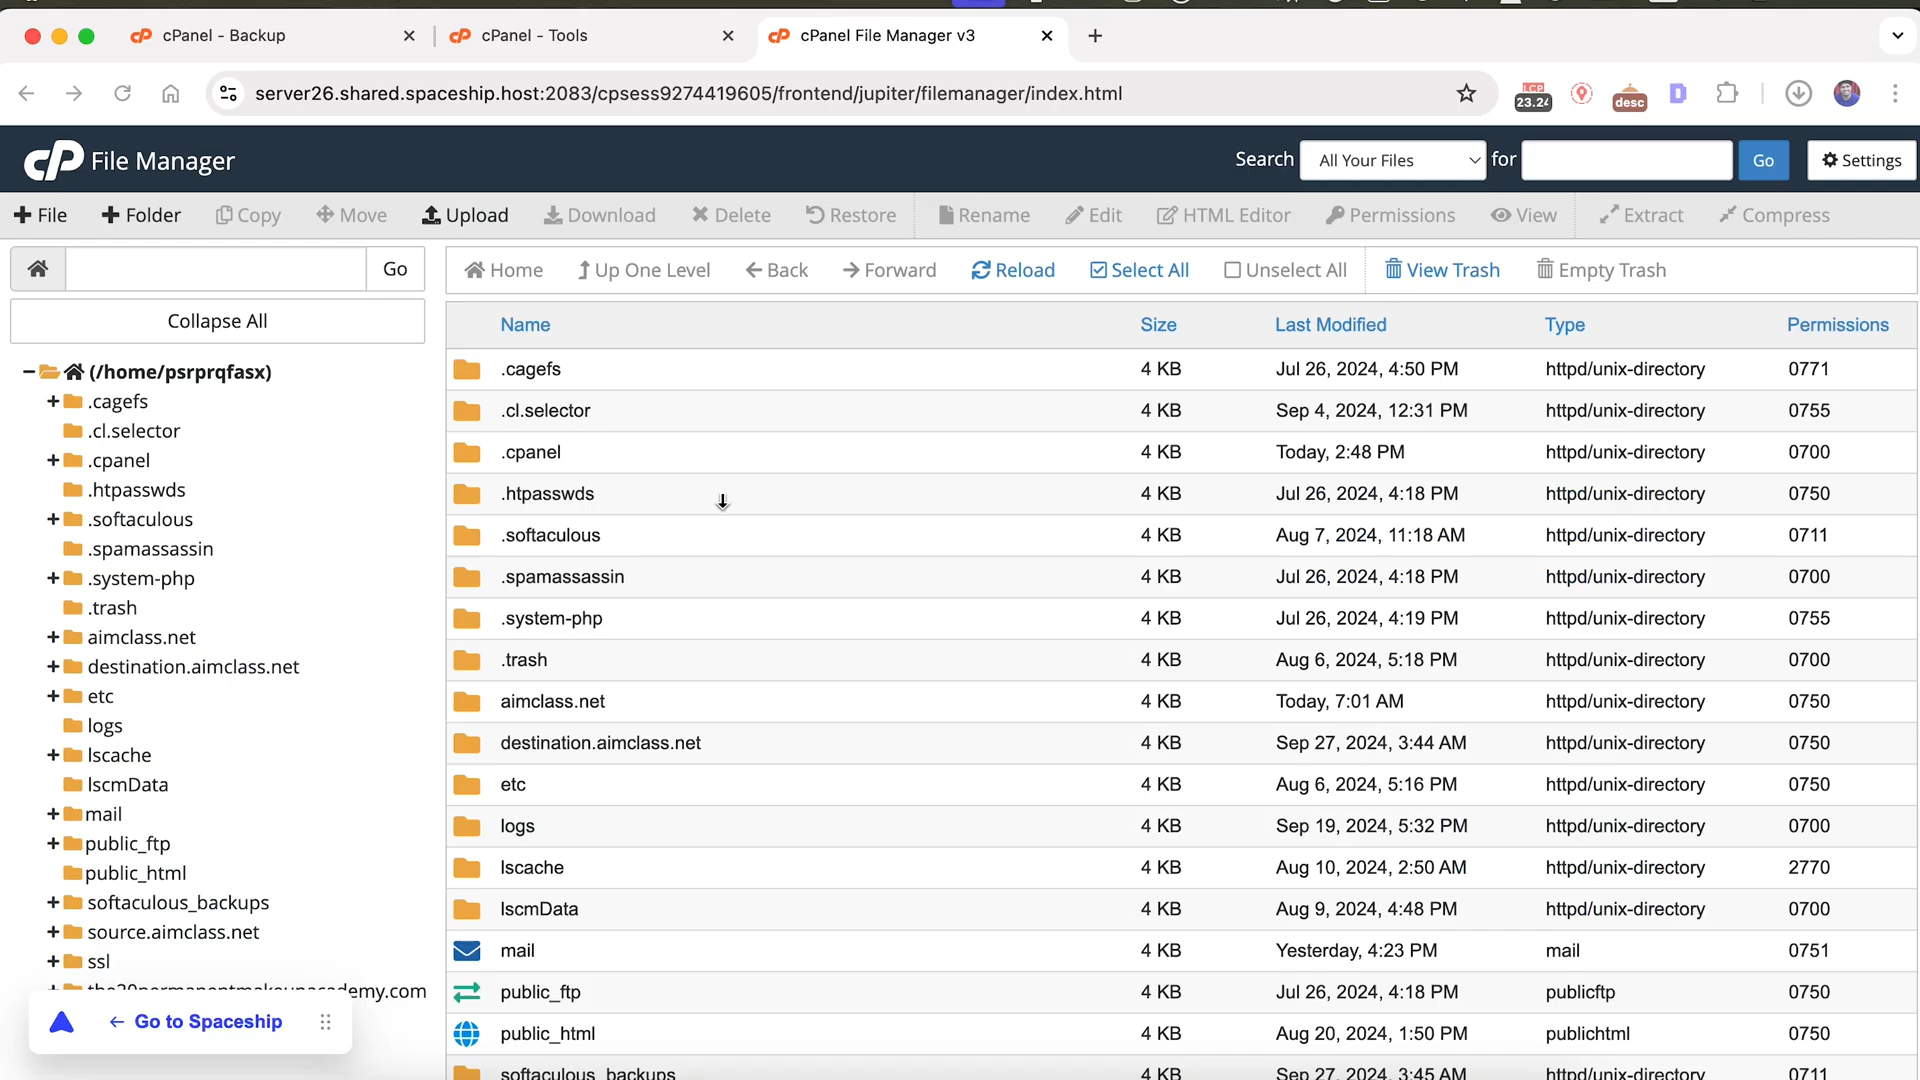 cPanel - Backup
cPanel - Tools
cPanel File Manager v3
server26.shared.spaceship.host:2083/cpsess9274419605/frontend/jupiter/filemanager/index.html
LCP
23.24
desc
D
cP File Manager
Search All Your Files for Go Settings
File Folder Copy Move Upload Download Delete Restore Rename Edit HTML Editor Permissions View Extract Compress
Go
Home Up One Level Back Forward Reload Select All Unselect All View Trash Empty Trash
Collapse All
(/home/psrprqfasx)
.cagefs
.cl.selector
.cpanel
.htpasswds
.softaculous
.spamassassin
.system-php
.trash
aimclass.net
destination.aimclass.net
etc
logs
lscache
lscmData
mail
public_ftp
public_html
softaculous_backups
source.aimclass.net
ssl
Go to Spaceship
Name Size Last Modified Type Permissions
.cagefs 4 KB Jul 26, 2024, 4:50 PM httpd/unix-directory 0771
.cl.selector 4 KB Sep 4, 2024, 12:31 PM httpd/unix-directory 0755
.cpanel 4 KB Today, 2:48 PM httpd/unix-directory 0700
.htpasswds 4 KB Jul 26, 2024, 4:18 PM httpd/unix-directory 0750
.softaculous 4 KB Aug 7, 2024, 11:18 AM httpd/unix-directory 0711
.spamassassin 4 KB Jul 26, 2024, 4:18 PM httpd/unix-directory 0700
.system-php 4 KB Jul 26, 2024, 4:19 PM httpd/unix-directory 0755
.trash 4 KB Aug 6, 2024, 5:18 PM httpd/unix-directory 0700
aimclass.net 4 KB Today, 7:01 AM httpd/unix-directory 0750
destination.aimclass.net 4 KB Sep 27, 2024, 3:44 AM httpd/unix-directory 0750
etc 4 KB Aug 6, 2024, 5:16 PM httpd/unix-directory 0750
logs 4 KB Sep 19, 2024, 5:32 PM httpd/unix-directory 0700
lscache 4 KB Aug 10, 2024, 2:50 AM httpd/unix-directory 2770
lscmData 4 KB Aug 9, 2024, 4:48 PM httpd/unix-directory 0700
mail 4 KB Yesterday, 4:23 PM mail 0751
public_ftp 4 KB Jul 26, 2024, 4:18 PM publicftp 0750
public_html 4 KB Aug 20, 2024, 1:50 PM publichtml 0750
softaculous_backups 4 KB Sep 27, 2024, 3:45 AM httpd/unix-directory 0711